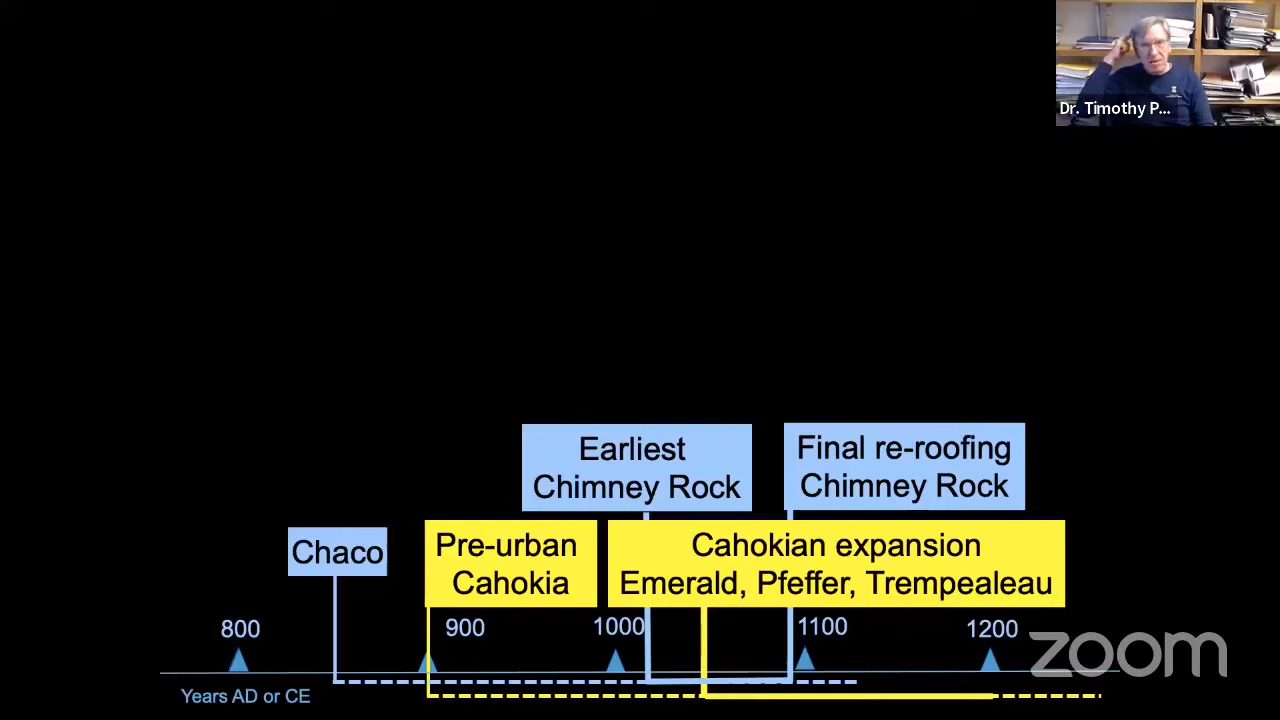 Dr. Timothy P...
Earliest
Chimney Rock
Final re-roofing
Chimney Rock
Chaco
Pre-urban
Cahokia
Cahokian expansion
Emerald, Pfeffer, Trempealeau
800
900
1000
1100
1200
Years AD or CE
zoom